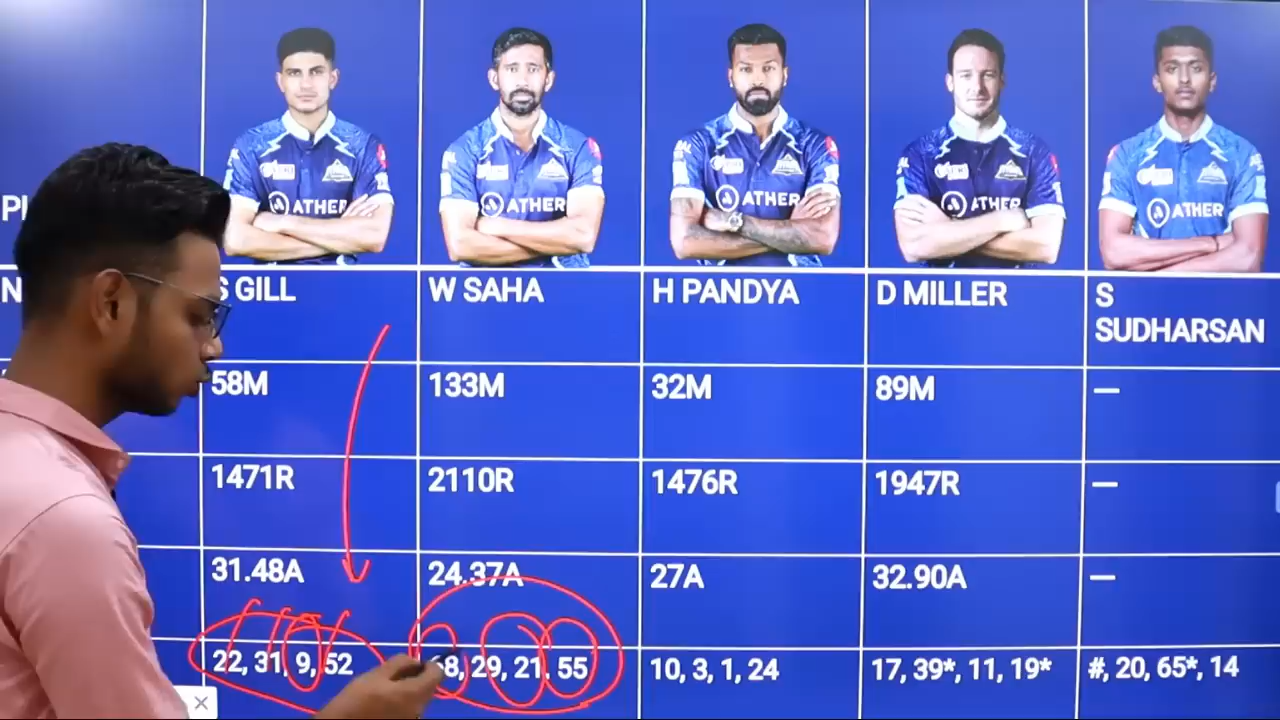 ATHER
ATHER
ATHER
ATHER
S GILL
W SAHA
H PANDYA
D MILLER
S
SUDHARSAN
58M
133M
32M
89M
—
1471R
2110R
1476R
1947R
—
31.48A
24.37A
27A
32.90A
—
22, 31, 9, 52
68, 29, 21, 55
10, 3, 1, 24
17, 39*, 11, 19*
#, 20, 65*, 14